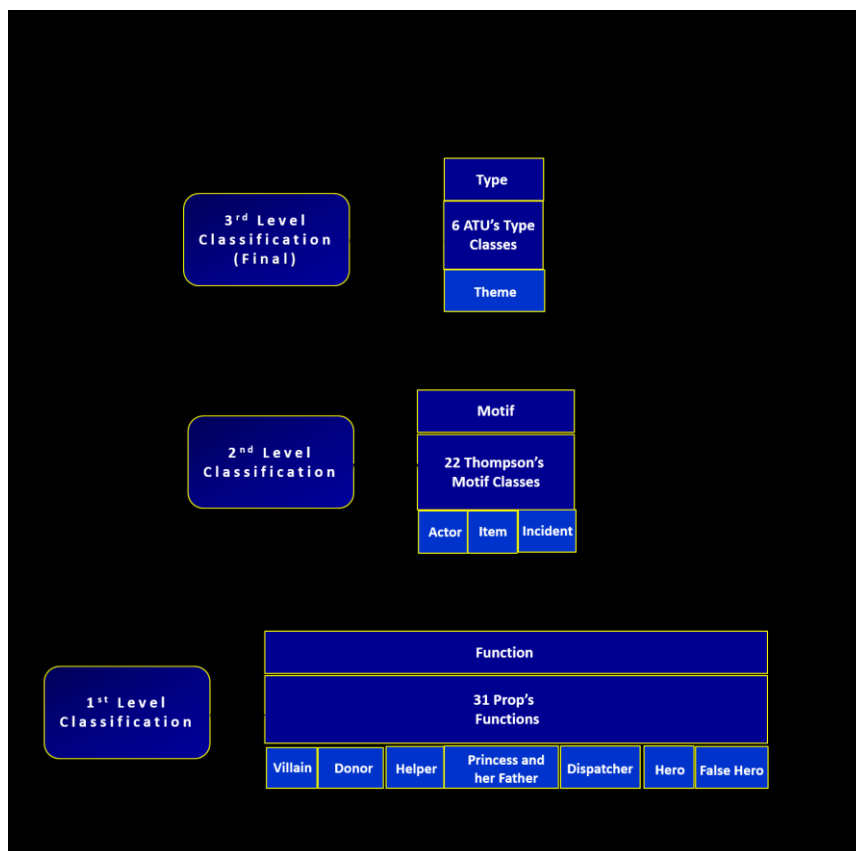 Type
3rd Level
Classification
(Final)
6 ATU's Type
Classes
Theme
Motif
2nd Level
Classification
22 Thompson's
Motif Classes
Actor Item Incident
Function
1st Level
Classification
31 Prop's
Functions
Villain Donor Helper Princess and
her Father Dispatcher Hero False Hero